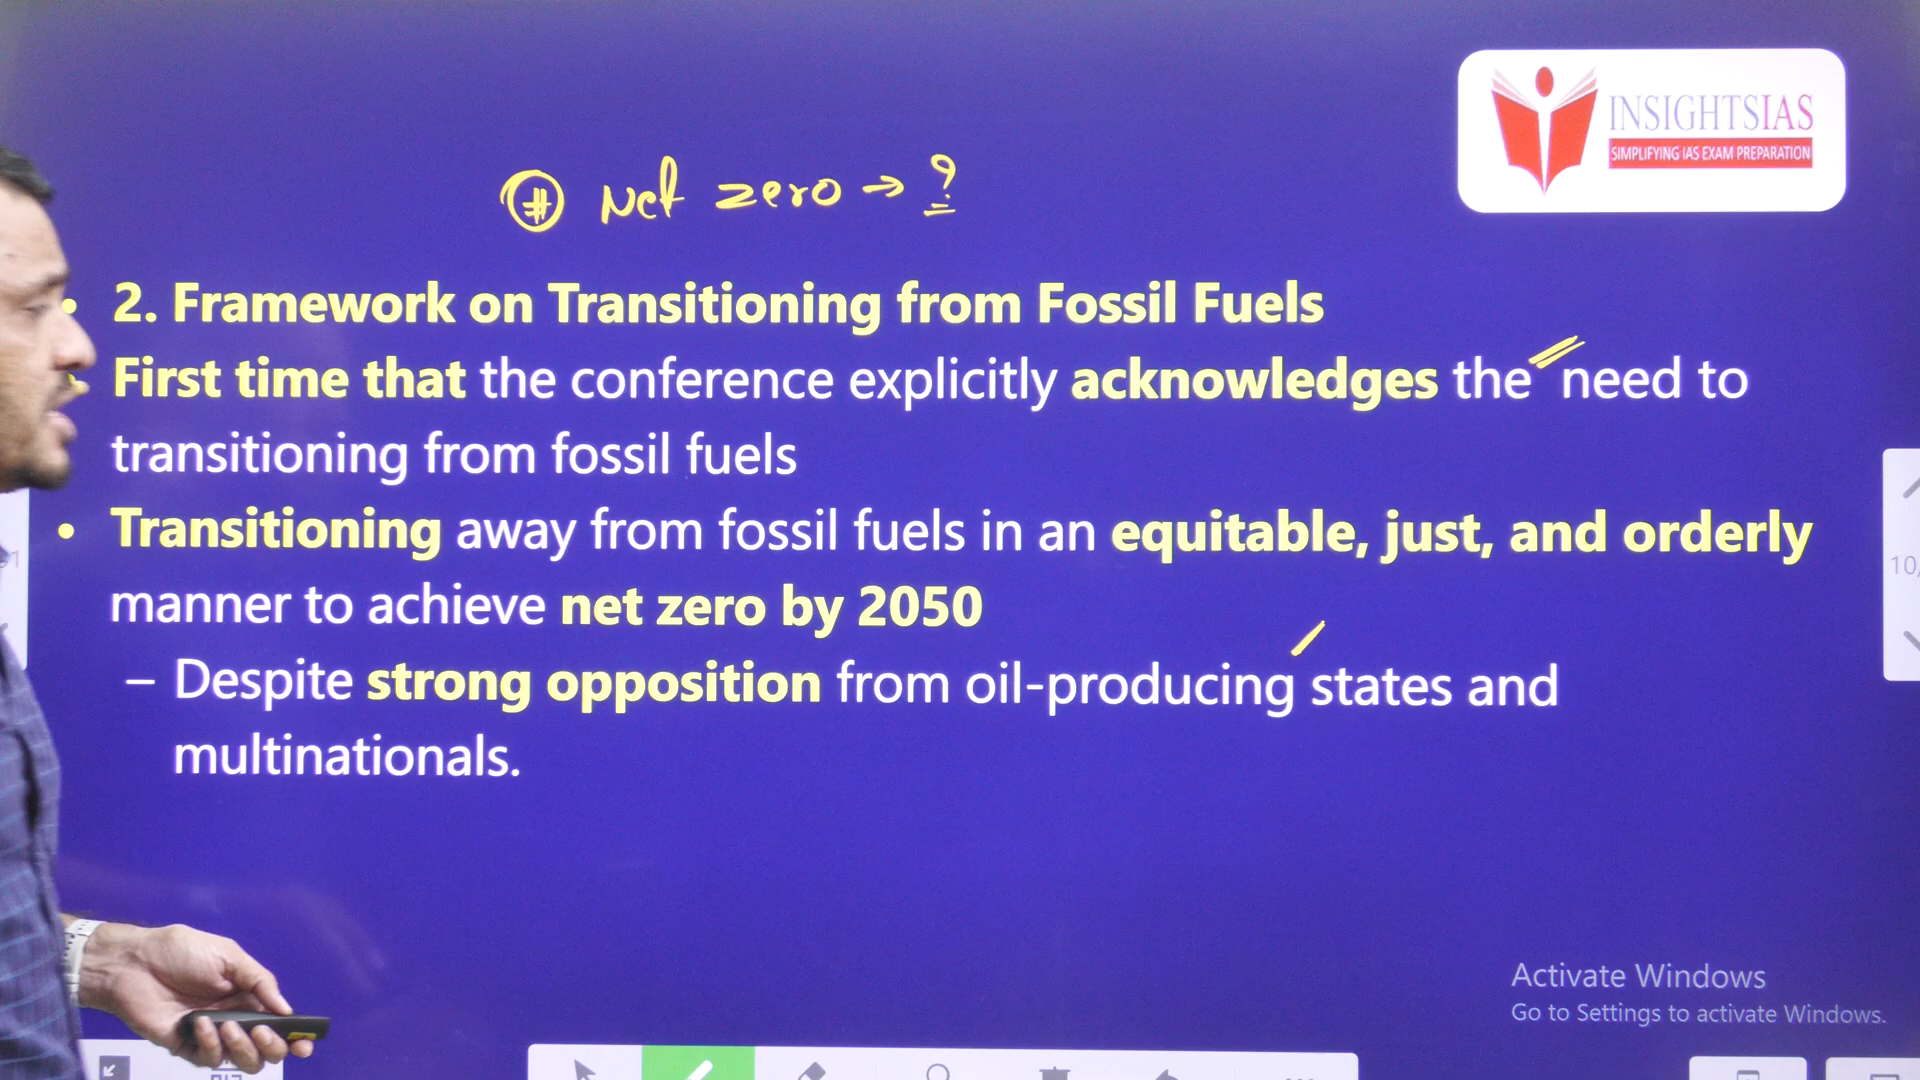 INSIGHTSIAS
SIMPLIFYING IAS EXAM PREPARATION
# Net zero → ?
• 2. Framework on Transitioning from Fossil Fuels
• First time that the conference explicitly acknowledges the need to
transitioning from fossil fuels
• Transitioning away from fossil fuels in an equitable, just, and orderly
manner to achieve net zero by 2050
– Despite strong opposition from oil-producing states and
multinationals.
10/
Activate Windows
Go to Settings to activate Windows.